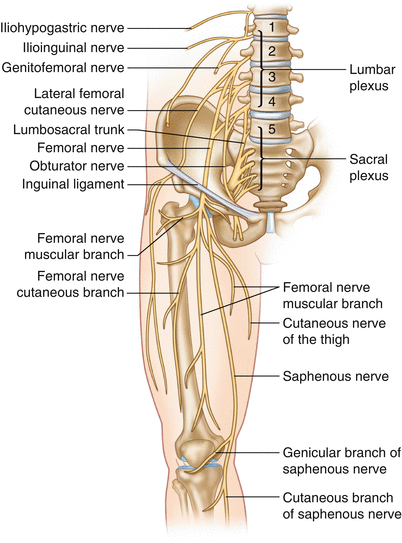 Iliohypogastric nerve
Ilioinguinal nerve
Genitofemoral nerve
Lateral femoral
cutaneous nerve
Lumbosacral trunk
Femoral nerve
Obturator nerve
Inguinal ligament
Femoral nerve
muscular branch
Femoral nerve
cutaneous branch
1
2
3
4
5
Lumbar
plexus
Sacral
plexus
Femoral nerve
muscular branch
Cutaneous nerve
of the thigh
Saphenous nerve
Genicular branch of
saphenous nerve
Cutaneous branch
of saphenous nerve